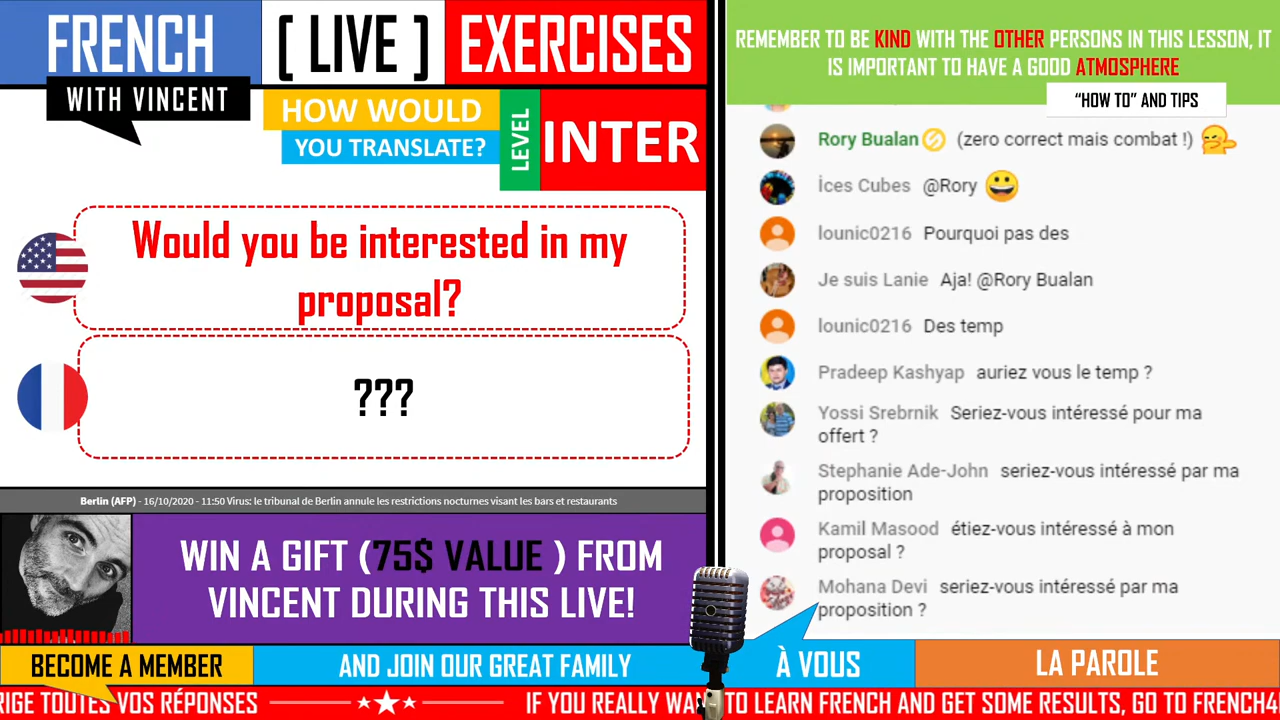 FRENCH
WITH VINCENT
[ LIVE ]
EXERCISES
HOW WOULD
YOU TRANSLATE?
LEVEL
INTER
Would you be interested in my
proposal?
???
Berlin (AFP) - 16/10/2020 - 11:50 Virus: le tribunal de Berlin annule les restrictions nocturnes visant les bars et restaurants
WIN A GIFT (75$ VALUE ) FROM
VINCENT DURING THIS LIVE!
BECOME A MEMBER
AND JOIN OUR GREAT FAMILY
REMEMBER TO BE KIND WITH THE OTHER PERSONS IN THIS LESSON, IT
IS IMPORTANT TO HAVE A GOOD ATMOSPHERE
“HOW TO” AND TIPS
Rory Bualan (zero correct mais combat !)
İces Cubes @Rory
lounic0216 Pourquoi pas des
Je suis Lanie Aja! @Rory Bualan
lounic0216 Des temp
Pradeep Kashyap auriez vous le temp ?
Yossi Srebrnik Seriez-vous intéressé pour ma
offert ?
Stephanie Ade-John seriez-vous intéressé par ma
proposition
Kamil Masood étiez-vous intéressé à mon
proposal ?
Mohana Devi seriez-vous intéressé par ma
proposition ?
À VOUS
LA PAROLE
RIGE TOUTES VOS RÉPONSES
IF YOU REALLY WANT TO LEARN FRENCH AND GET SOME RESULTS, GO TO FRENCH4